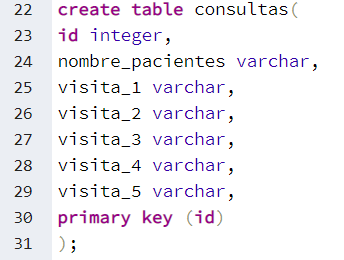 22 create table consultas(
23 id integer,
24 nombre_pacientes varchar,
25 visita_1 varchar,
26 visita_2 varchar,
27 visita_3 varchar,
28 visita_4 varchar,
29 visita_5 varchar,
30 primary key (id)
31 );